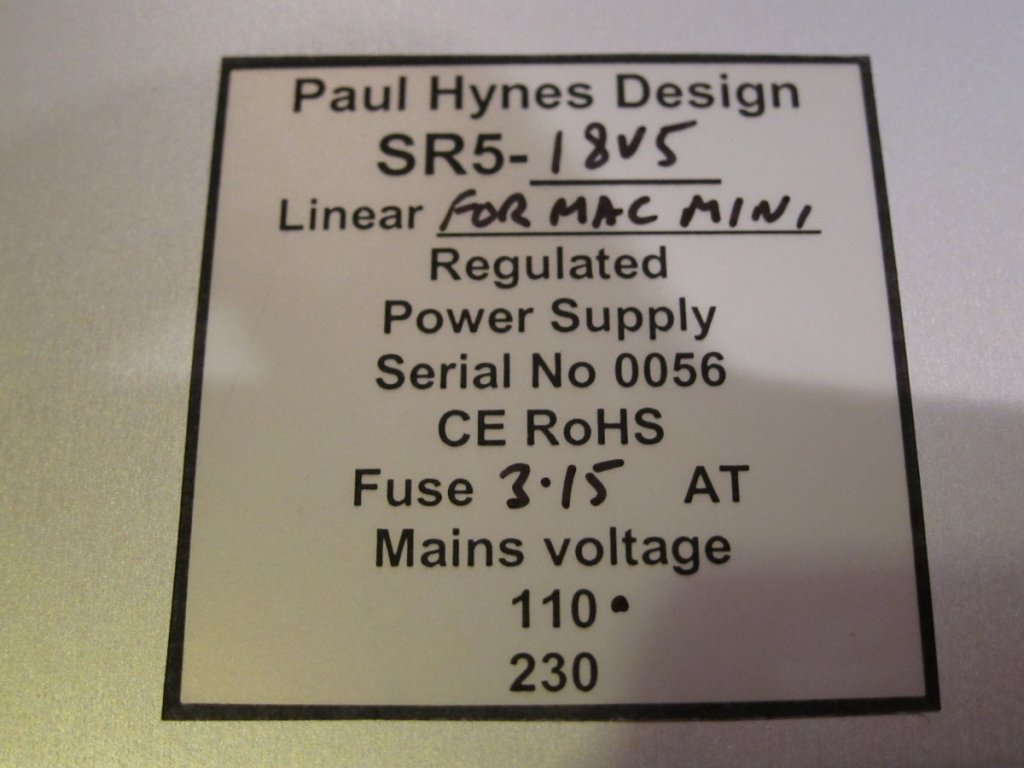 Paul Hynes Design
SR5-18V5
Linear FOR MAC MINI
Regulated
Power Supply
Serial No 0056
CE RoHS
Fuse 3·15 AT
Mains voltage
110•
230